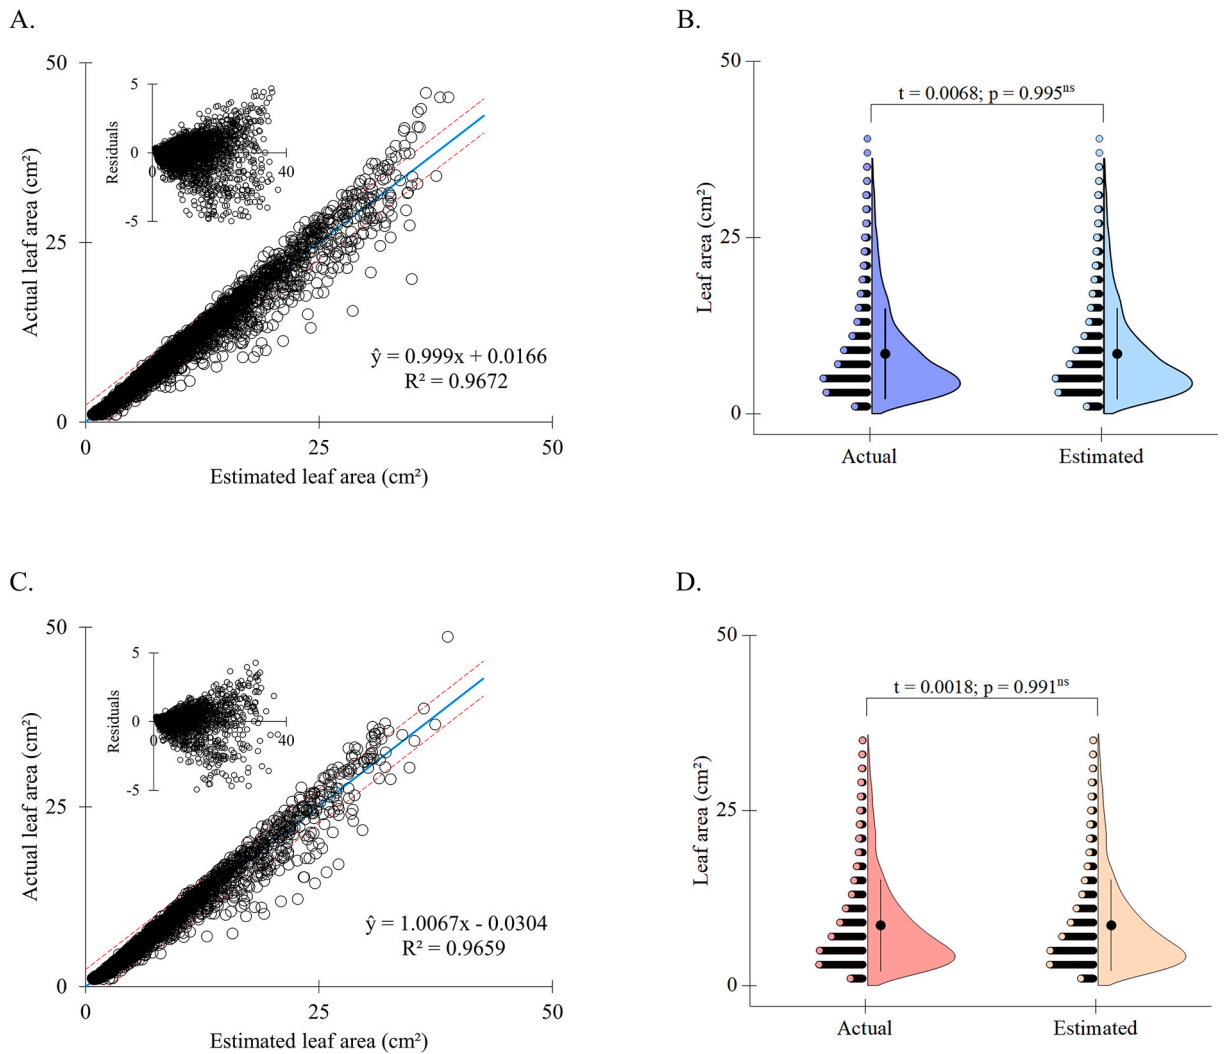 A.
50
25
0
0
25
50
Actual leaf area (cm²)
Estimated leaf area (cm²)
5
0
-5
0
40
Residuals
ŷ = 0.999x + 0.0166
R² = 0.9672
B.
50
25
0
Leaf area (cm²)
t = 0.0068; p = 0.995ns
Actual
Estimated
C.
50
25
0
0
25
50
Actual leaf area (cm²)
Estimated leaf area (cm²)
5
0
-5
0
40
Residuals
ŷ = 1.0067x - 0.0304
R² = 0.9659
D.
50
25
0
Leaf area (cm²)
t = 0.0018; p = 0.991ns
Actual
Estimated